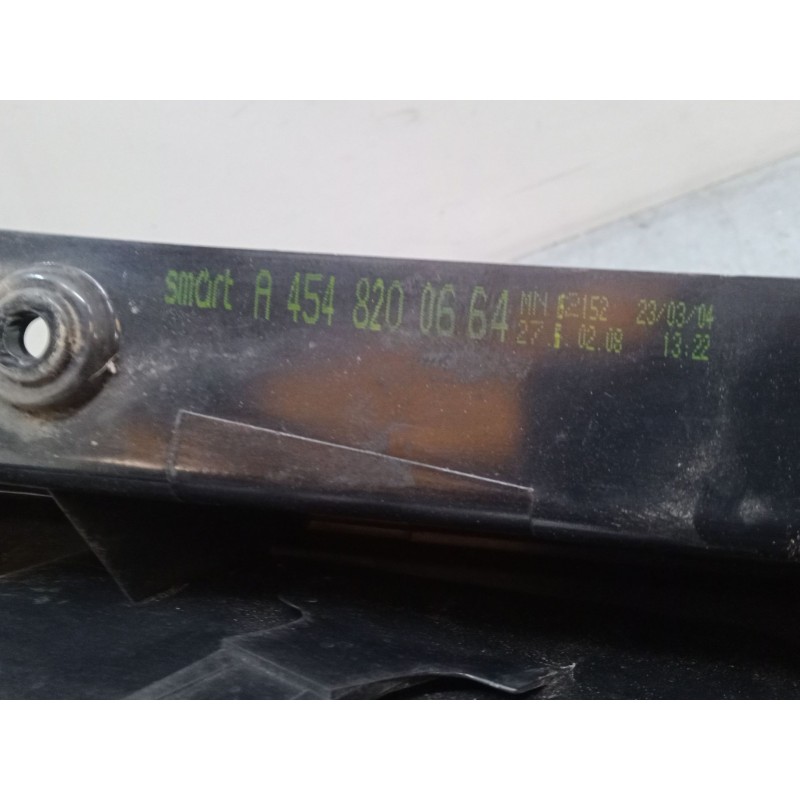 smart A 454 820 06 64
MN 62152 23/03/04
27. 02.08 13:22